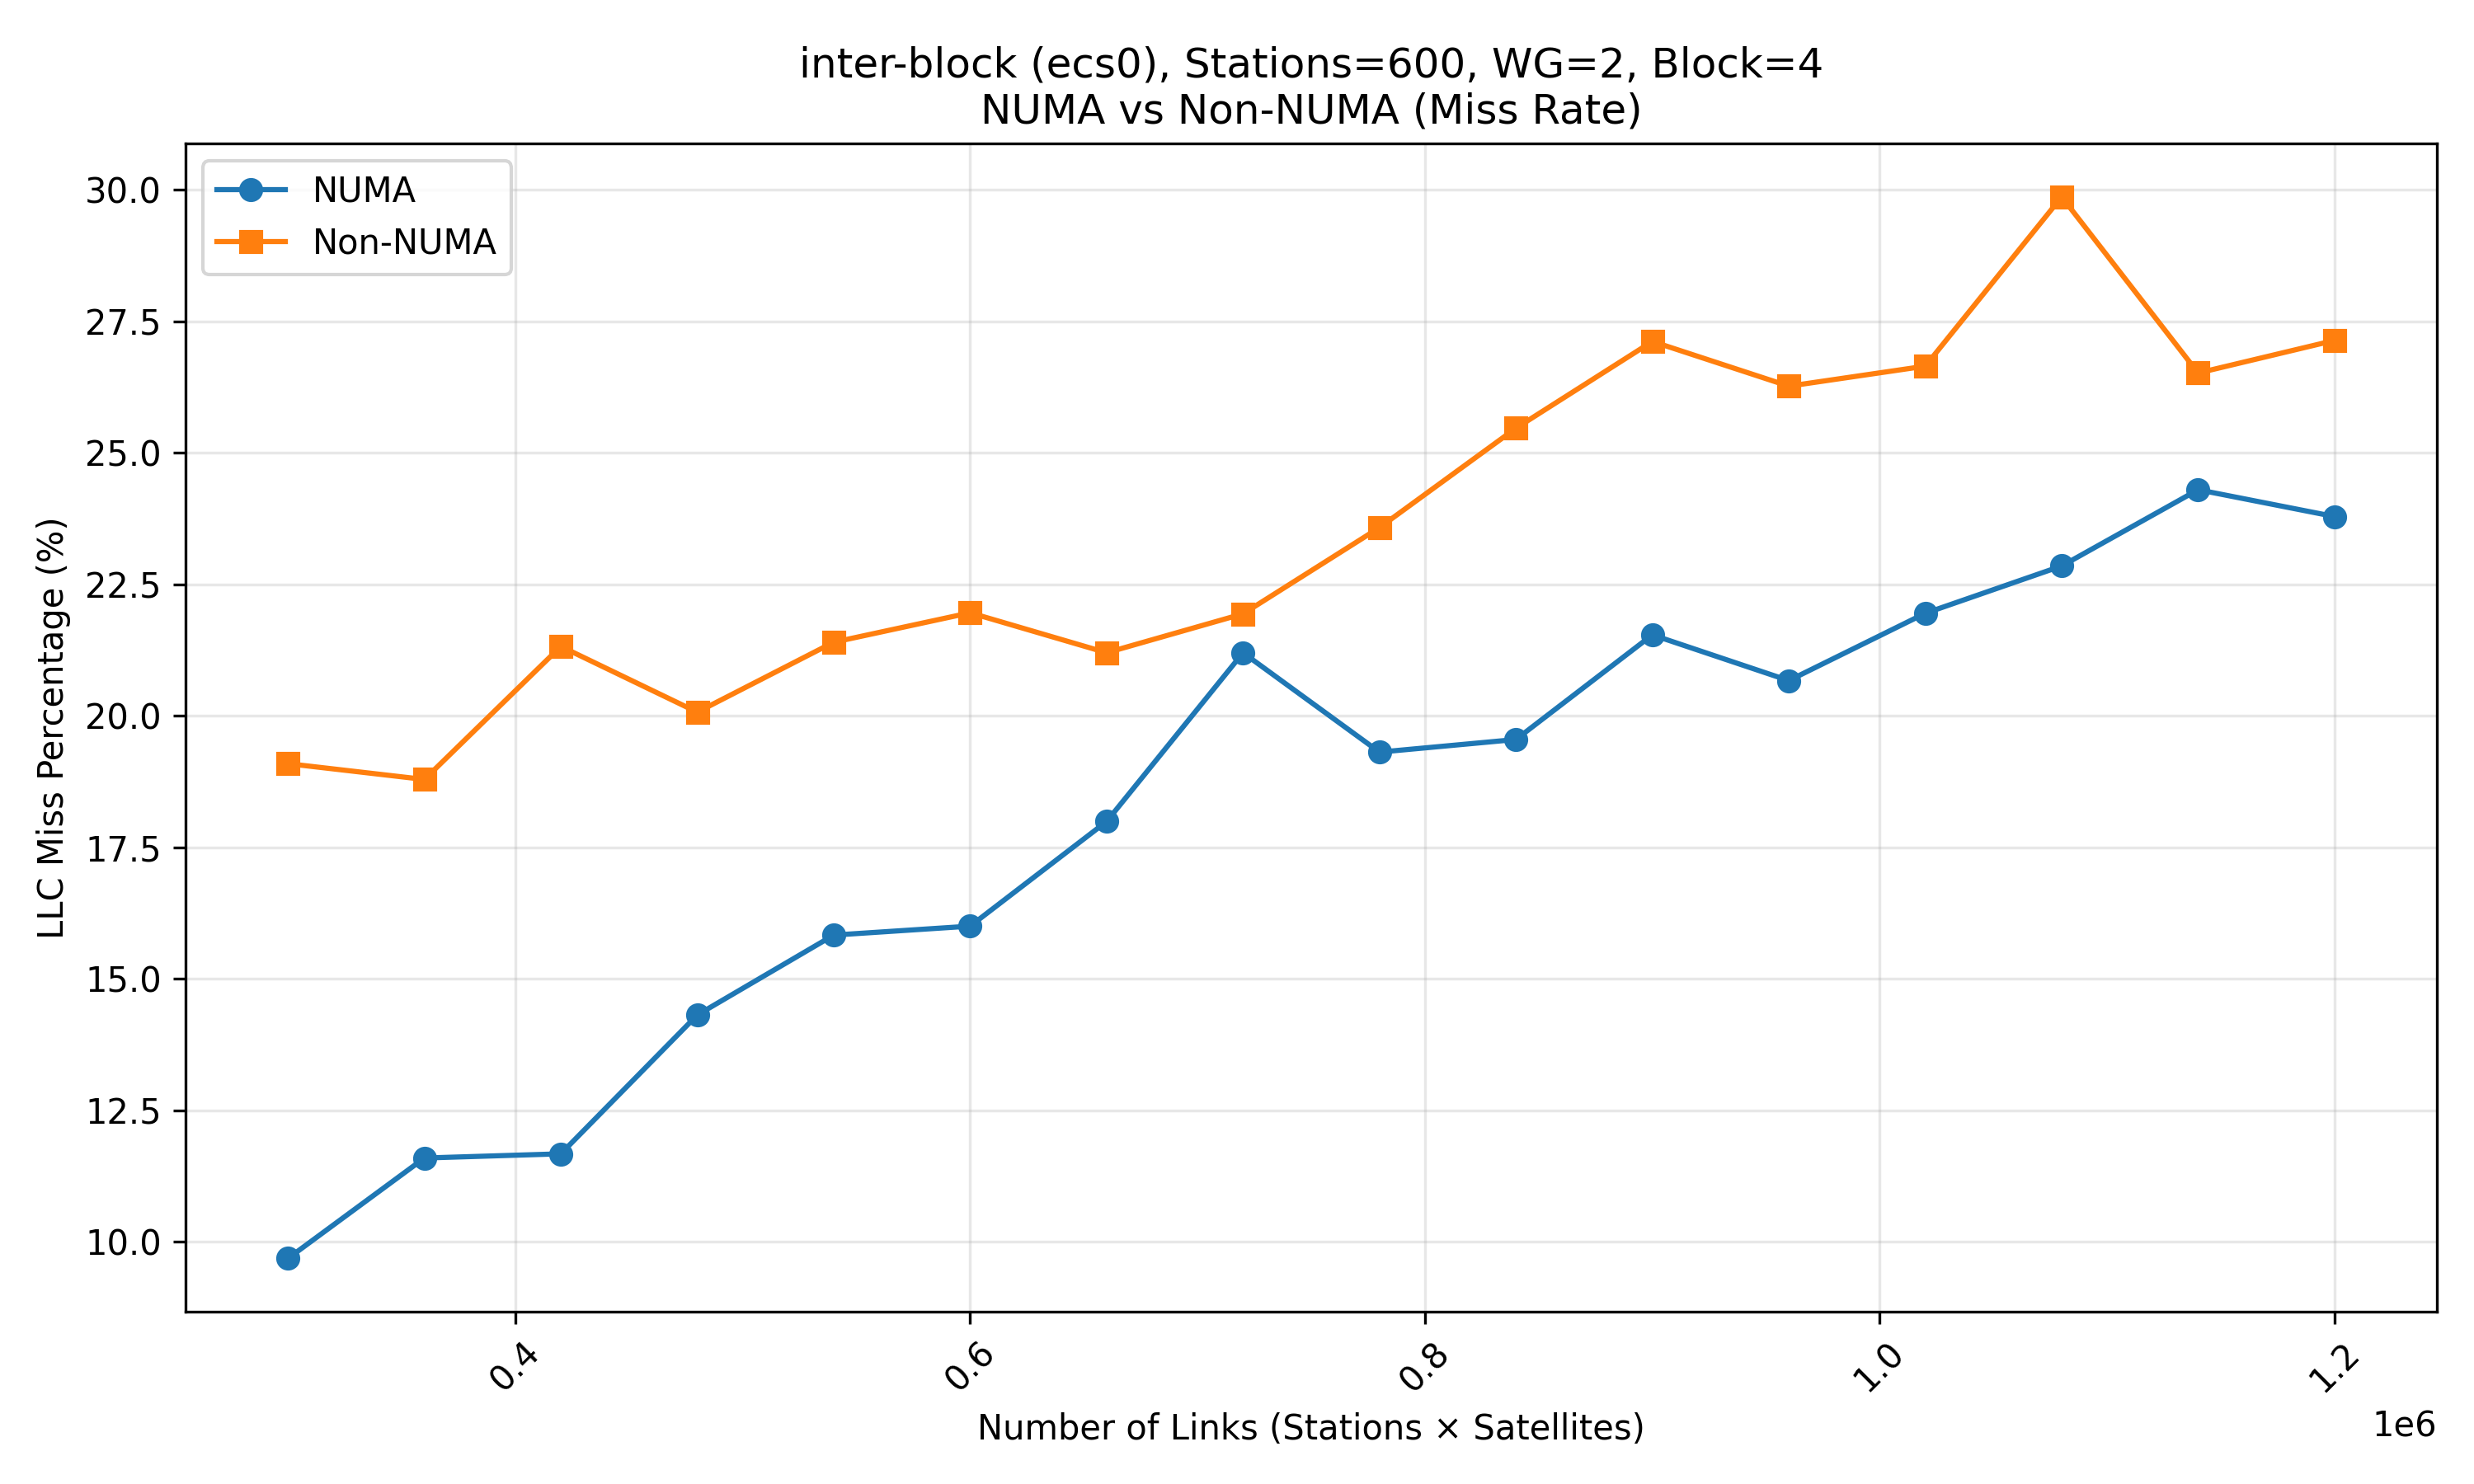 inter-block (ecs0), Stations=600, WG=2, Block=4
NUMA vs Non-NUMA (Miss Rate)
NUMA
Non-NUMA
LLC Miss Percentage (%)
30.0
27.5
25.0
22.5
20.0
17.5
15.0
12.5
10.0
0.4
0.6
0.8
1.0
1.2
1e6
Number of Links (Stations × Satellites)